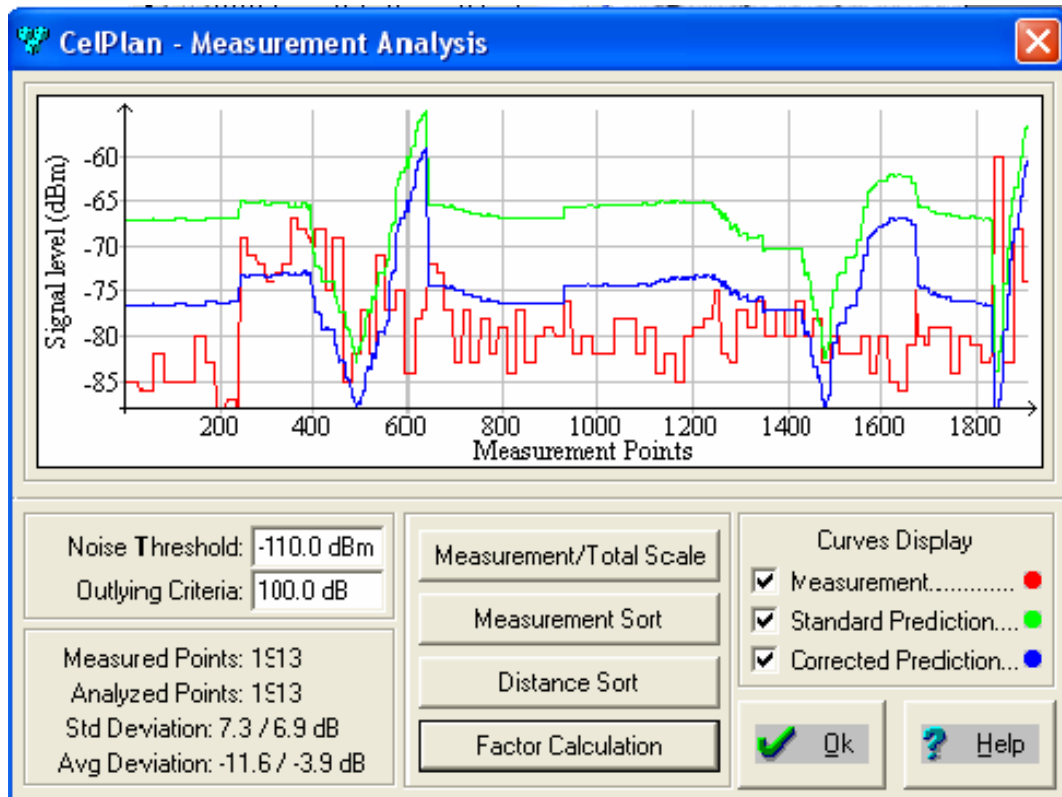 CelPlan - Measurement Analysis
Signal level (dBm)
-60
-65
-70
-75
-80
-85
200 400 600 800 1000 1200 1400 1600 1800
Measurement Points
Noise Threshold: -110.0 dBm
Outlying Criteria: 100.0 dB
Measured Points: 1913
Analyzed Points: 1913
Std Deviation: 7.3 / 6.9 dB
Avg Deviation: -11.6 / -3.9 dB
Measurement/Total Scale
Measurement Sort
Distance Sort
Factor Calculation
Curves Display
Measurement.............
Standard Prediction....
Corrected Prediction...
Ok
Help